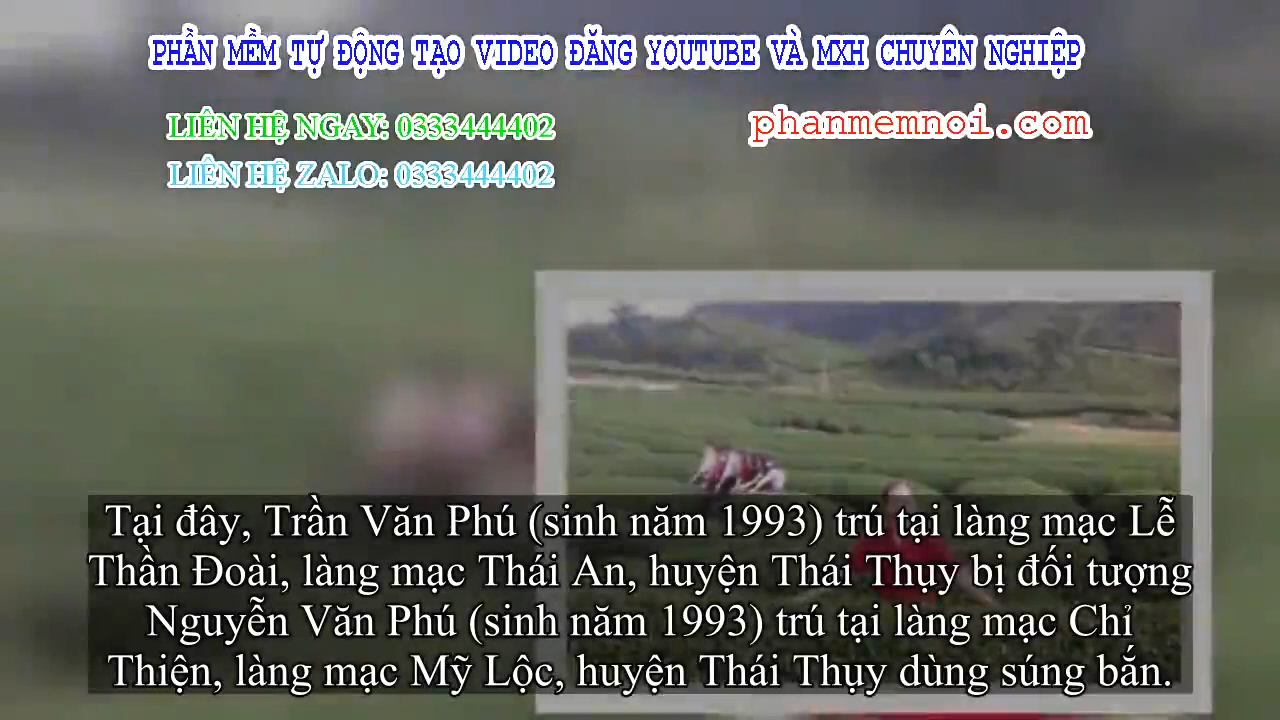 PHẦN MỀM TỰ ĐỘNG TẠO VIDEO ĐĂNG YOUTUBE VÀ MXH CHUYÊN NGHIỆP
LIÊN HỆ NGAY: 0333444402
phanmemnoi.com
LIÊN HỆ ZALO: 0333444402
Tại đây, Trần Văn Phú (sinh năm 1993) trú tại làng mạc Lễ
Thần Đoài, làng mạc Thái An, huyện Thái Thụy bị đối tượng
Nguyễn Văn Phú (sinh năm 1993) trú tại làng mạc Chỉ
Thiện, làng mạc Mỹ Lộc, huyện Thái Thụy dùng súng bắn.